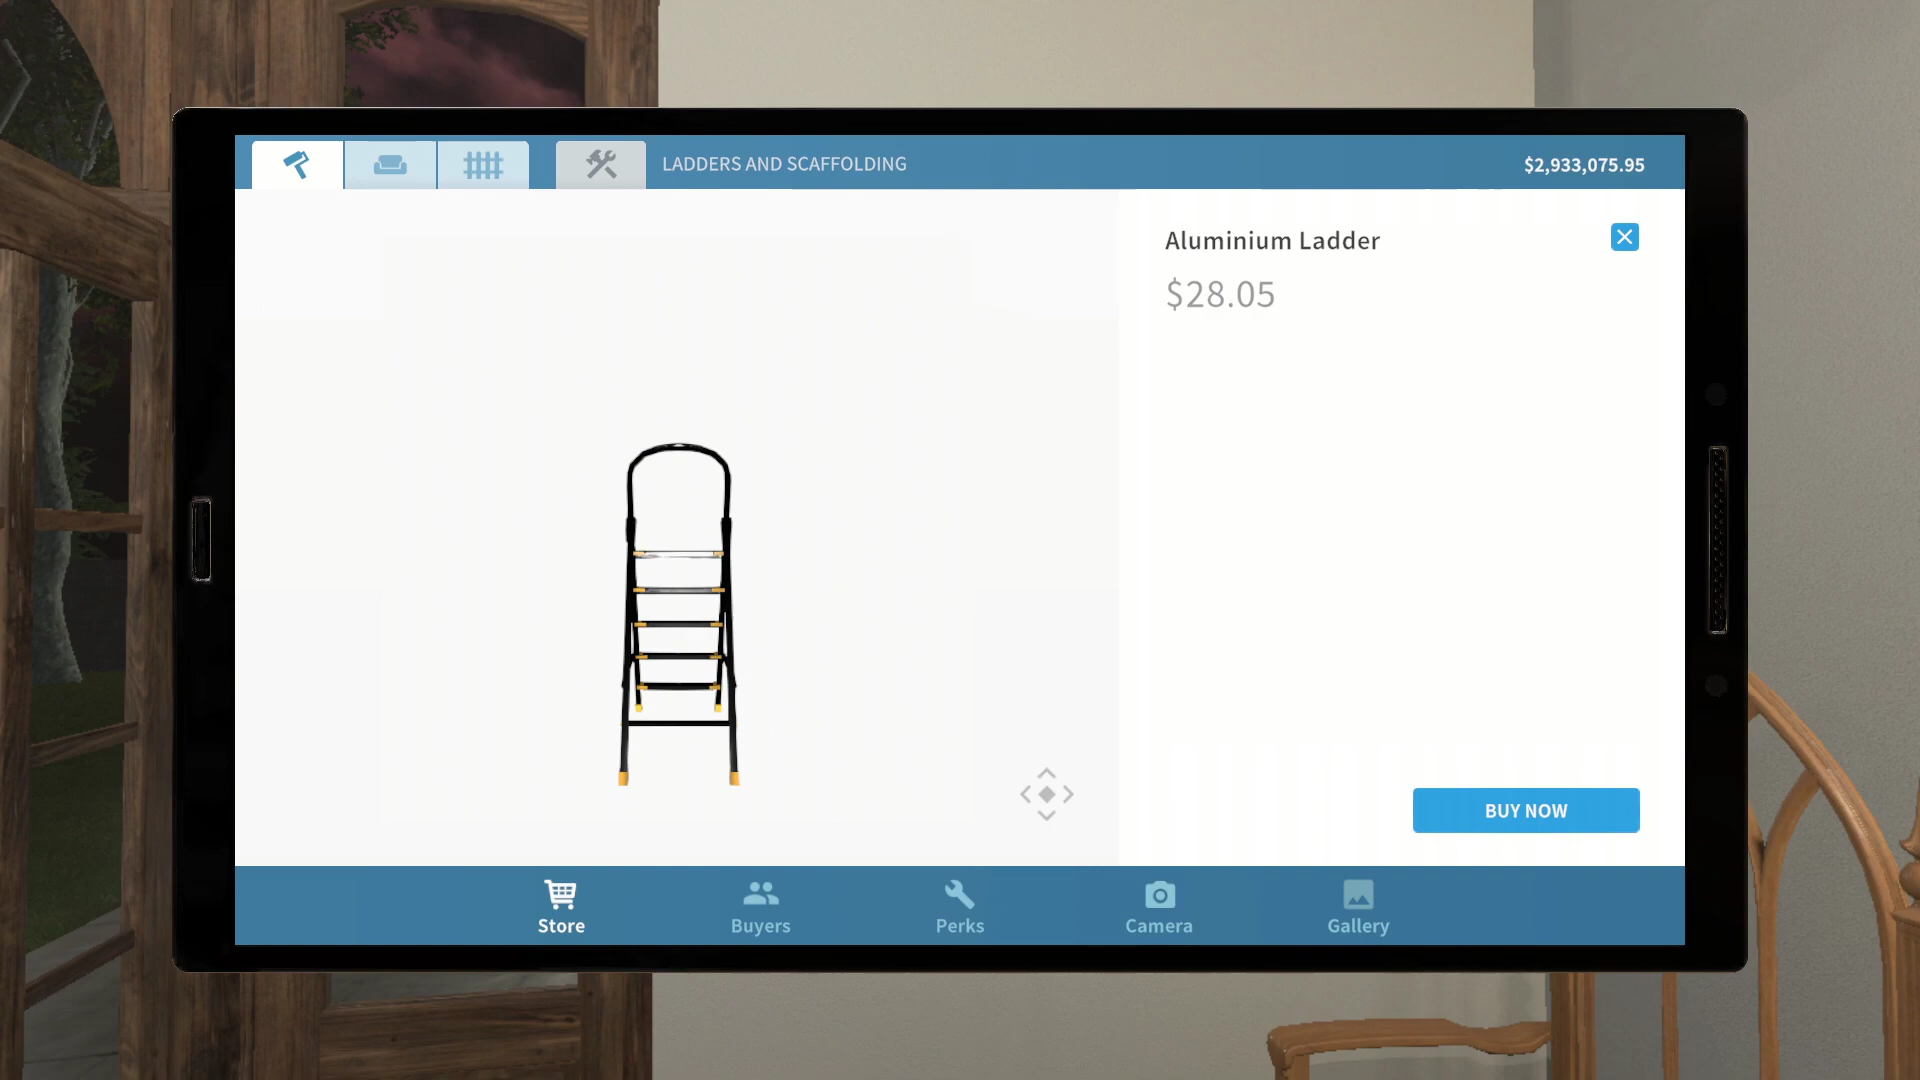 LADDERS AND SCAFFOLDING
$2,933,075.95
Aluminium Ladder
$28.05
BUY NOW
Store
Buyers
Perks
Camera
Gallery